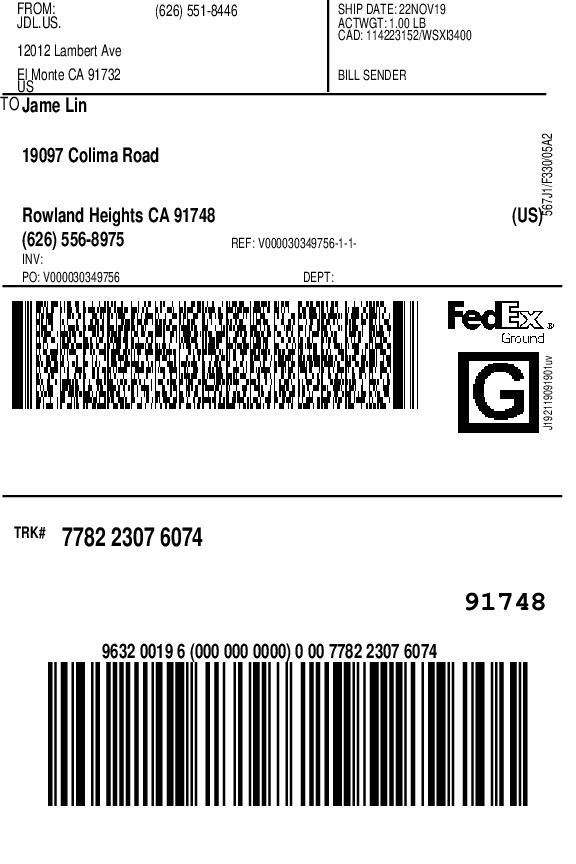 FROM: (626) 551-8446
JDL.US.
12012 Lambert Ave
El Monte CA 91732
US
SHIP DATE: 22NOV19
ACTWGT: 1.00 LB
CAD: 114223152/WSXI3400
BILL SENDER
TO Jame Lin
19097 Colima Road
Rowland Heights CA 91748 (US)
(626) 556-8975 REF: V000030349756-1-1-
INV:
PO: V000030349756 DEPT:
567J1/F330/05A2
FedEx®
Ground
G
J192119091901uv
TRK# 7782 2307 6074
91748
9632 0019 6 (000 000 0000) 0 00 7782 2307 6074